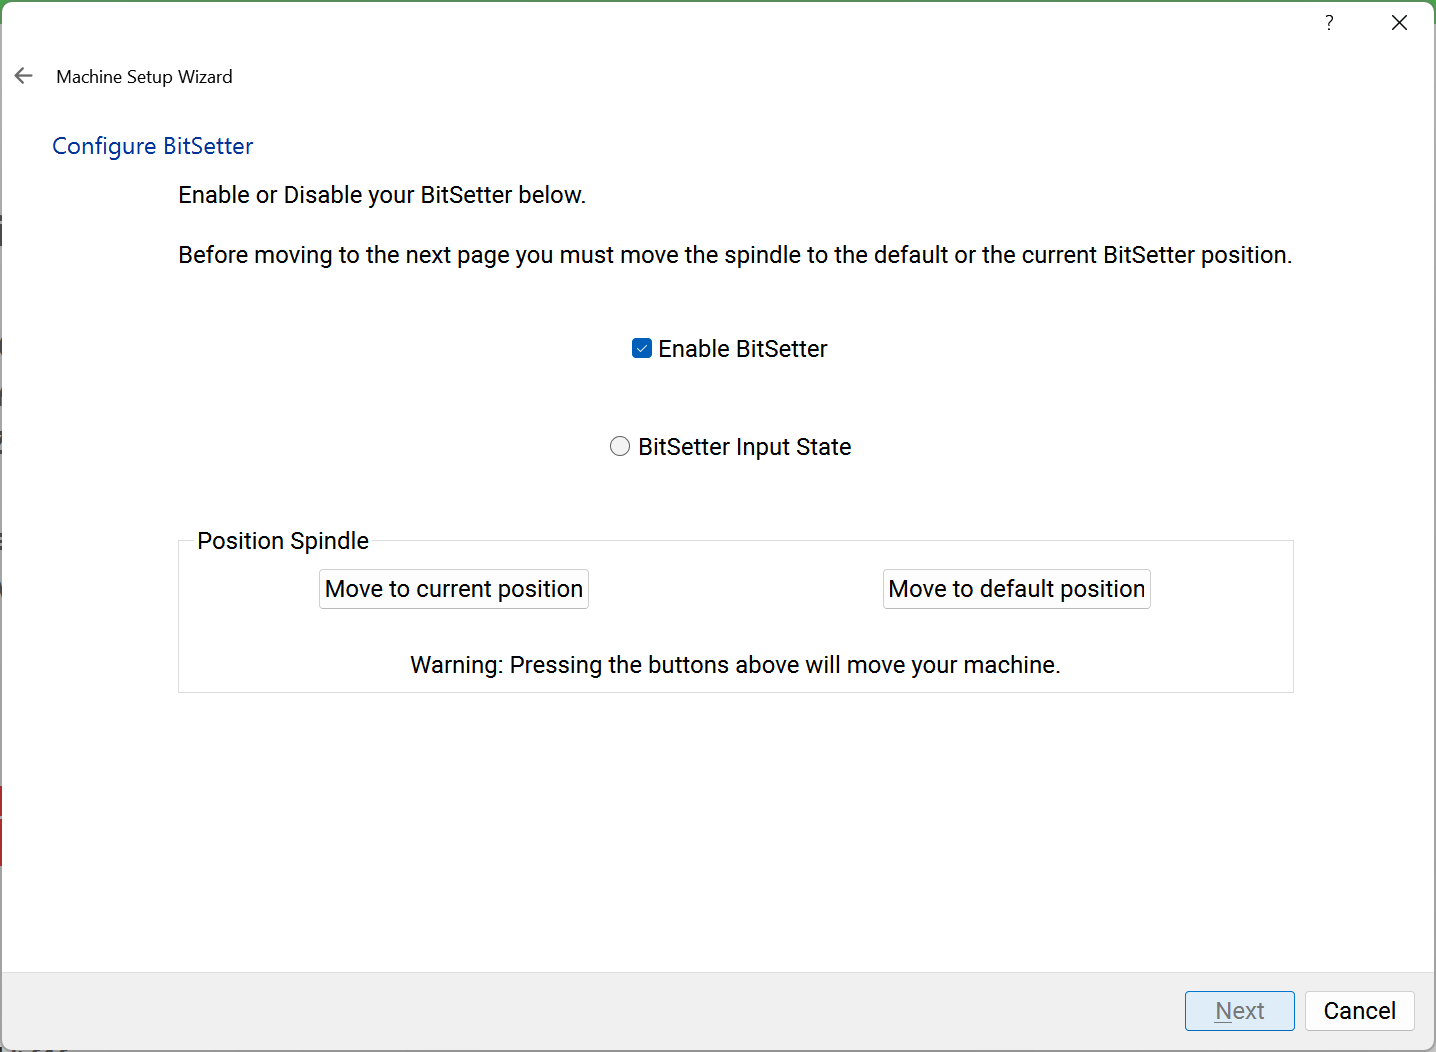 ?
Machine Setup Wizard
Configure BitSetter
Enable or Disable your BitSetter below.
Before moving to the next page you must move the spindle to the default or the current BitSetter position.
Enable BitSetter
BitSetter Input State
Position Spindle
Move to current position
Move to default position
Warning: Pressing the buttons above will move your machine.
Next
Cancel